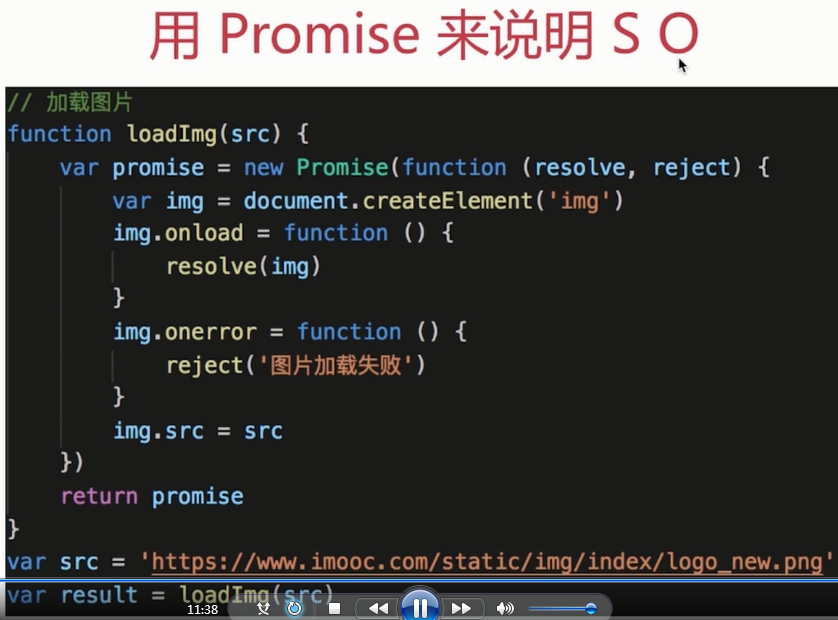 用 Promise 来说明 S O
// 加载图片
function loadImg(src) {
    var promise = new Promise(function (resolve, reject) {
        var img = document.createElement('img')
        img.onload = function () {
            resolve(img)
        }
        img.onerror = function () {
            reject('图片加载失败')
        }
        img.src = src
    })
    return promise
}
var src = 'https://www.imooc.com/static/img/index/logo_new.png'
var result = loadImg(src)
11:38